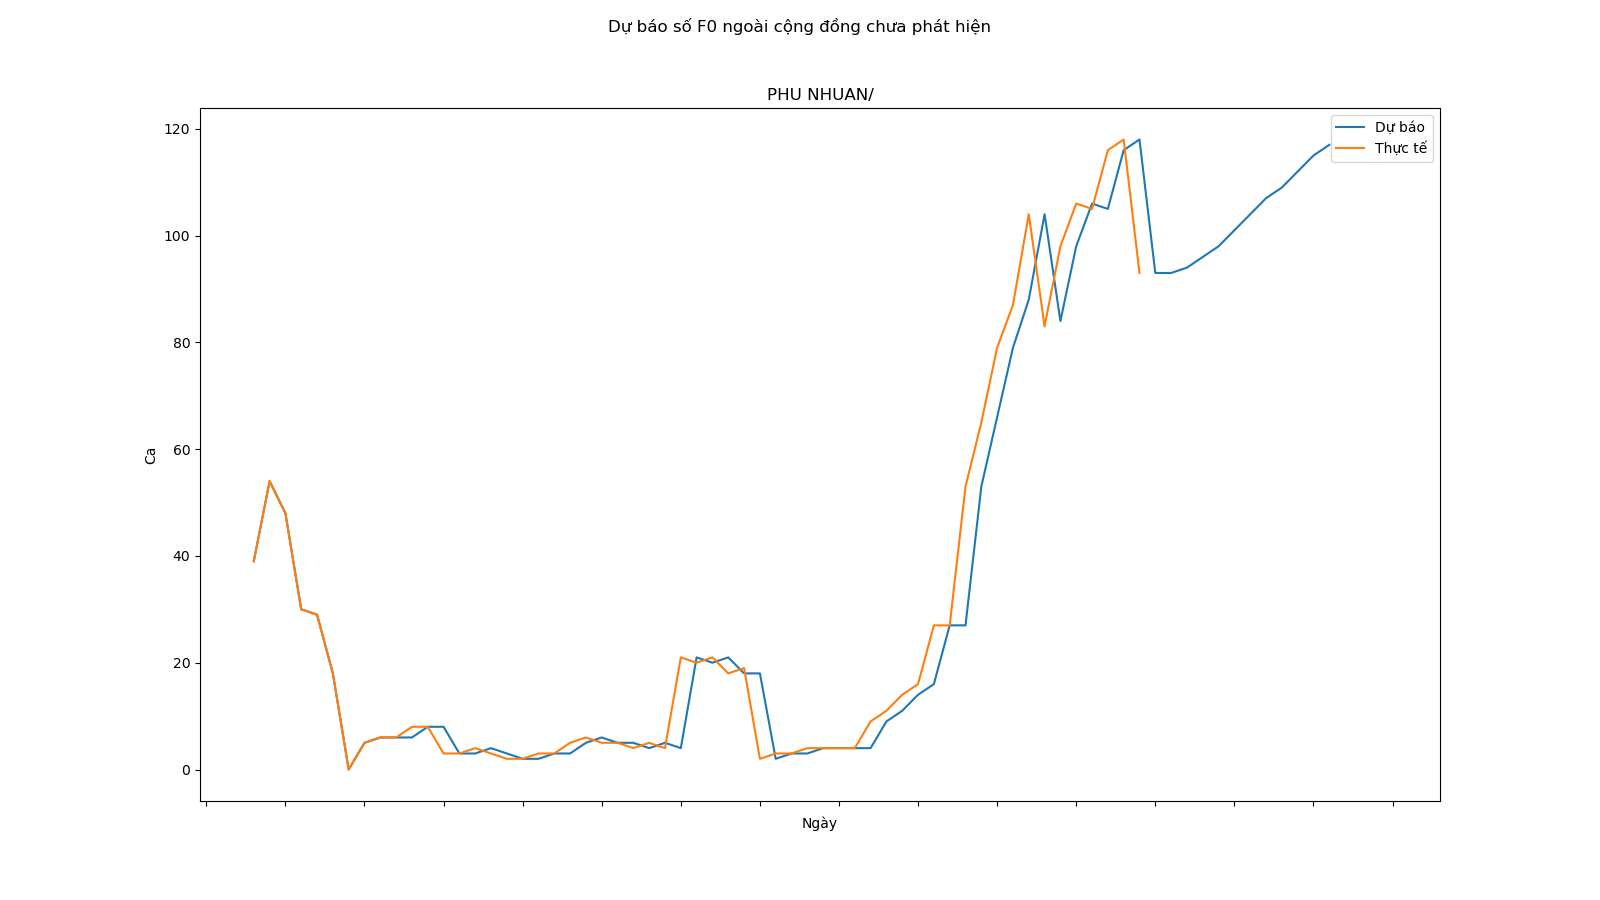 Dự báo số F0 ngoài cộng đồng chưa phát hiện
PHU NHUAN/
Dự báo
Thực tế
120
100
80
60
40
20
0
Ca
Ngày